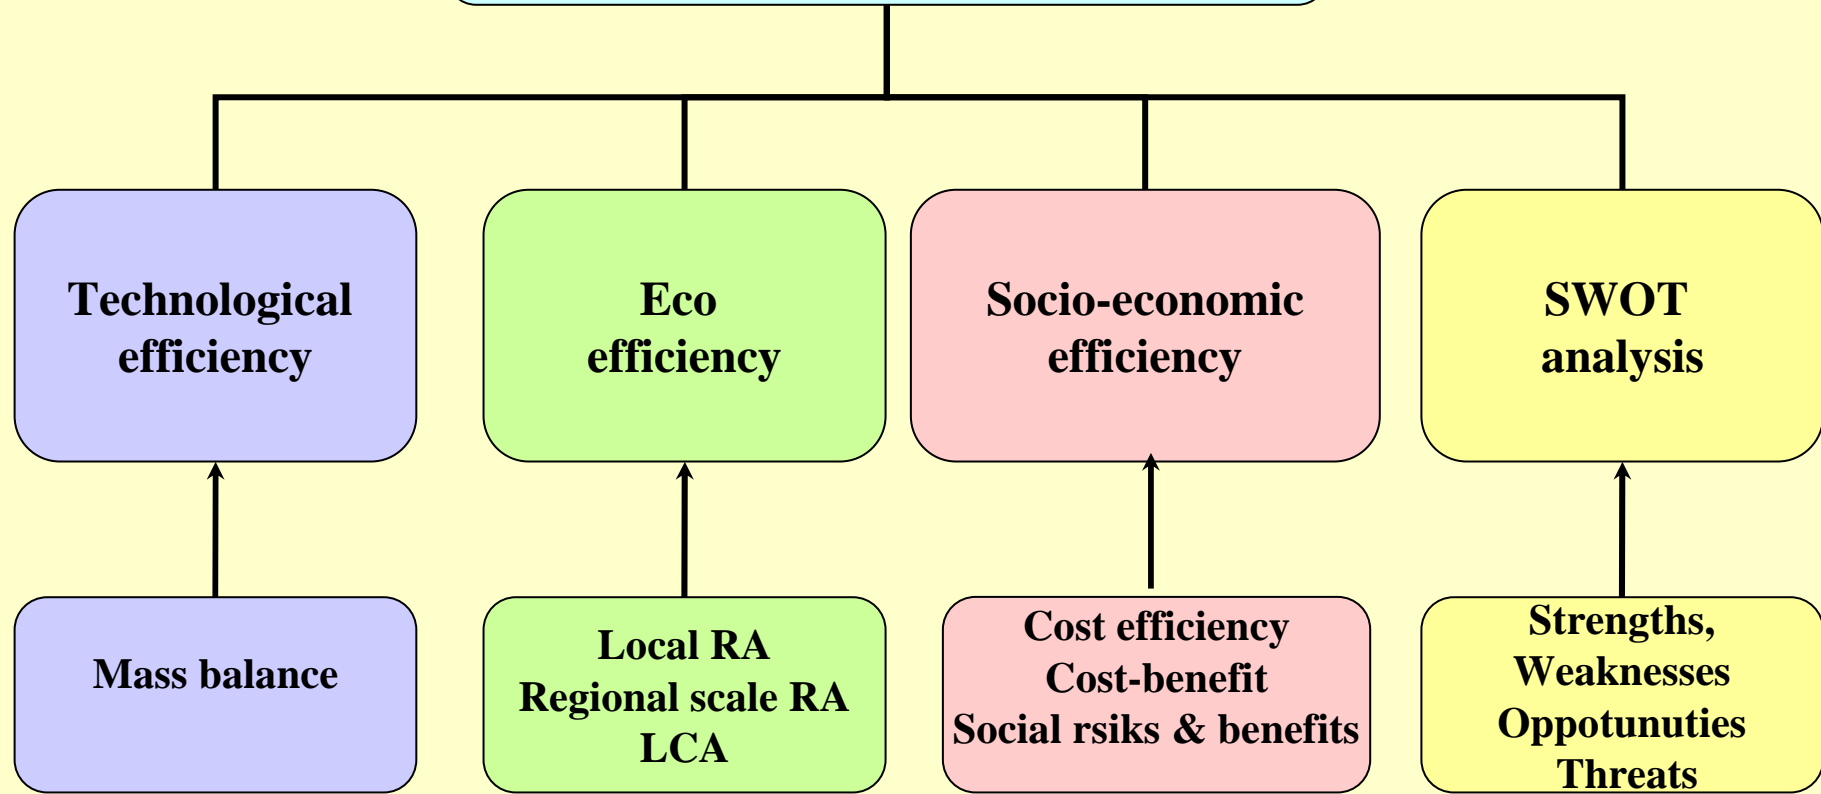 Technological
efficiency
Eco
efficiency
Socio-economic
efficiency
SWOT
analysis
Mass balance
Local RA
Regional scale RA
LCA
Cost efficiency
Cost-benefit
Social rsiks & benefits
Strengths,
Weaknesses
Oppotunuties
Threats